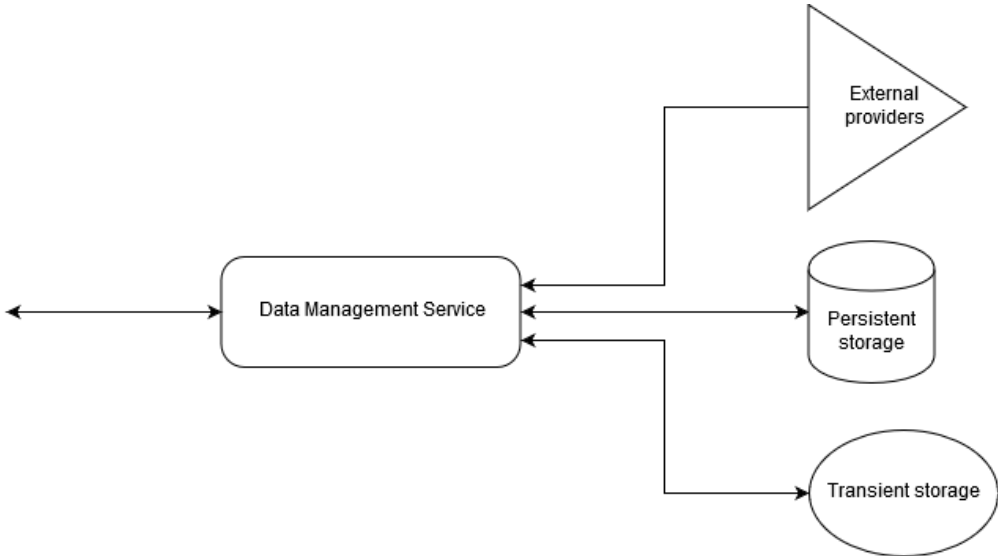 External
providers
Data Management Service
Persistent
storage
Transient storage